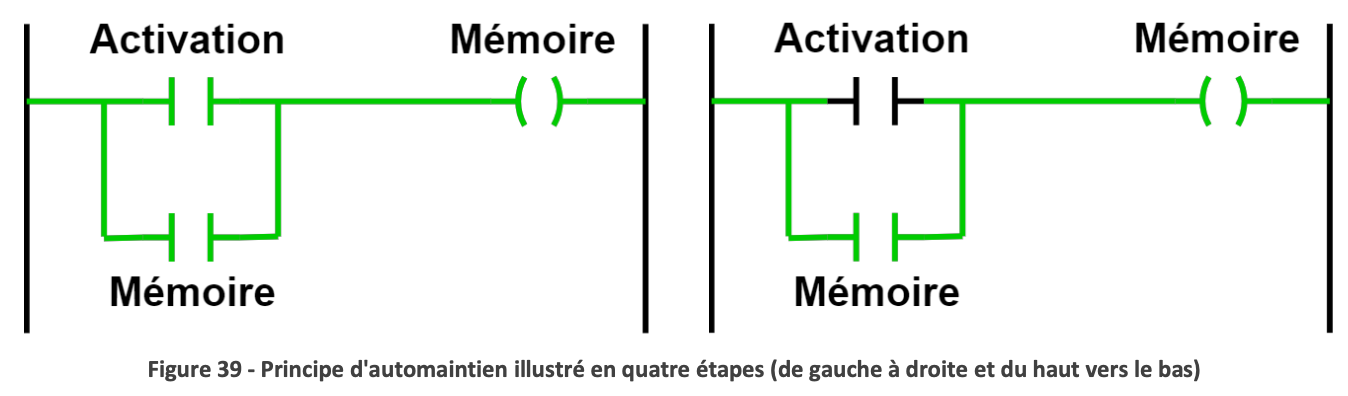 Activation
Mémoire
Activation
Mémoire
Mémoire
Mémoire
Figure 39 - Principe d'automaintien illustré en quatre étapes (de gauche à droite et du haut vers le bas)